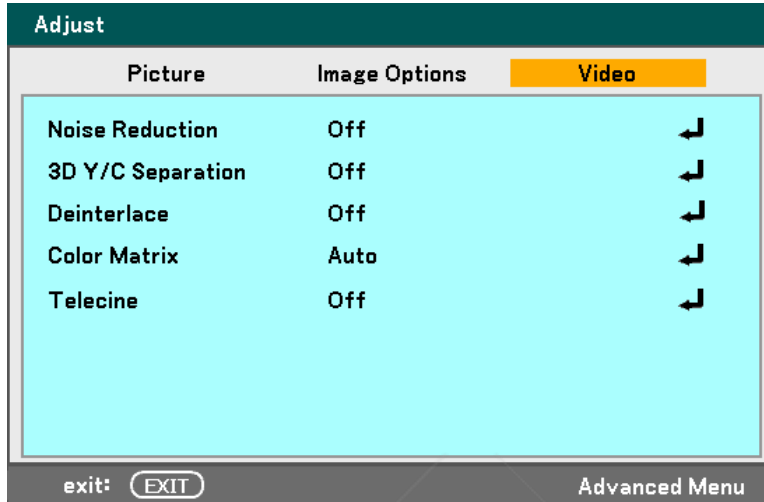 Adjust
Picture Image Options Video
Noise Reduction Off
3D Y/C Separation Off
Deinterlace Off
Color Matrix Auto
Telecine Off
exit: EXIT Advanced Menu